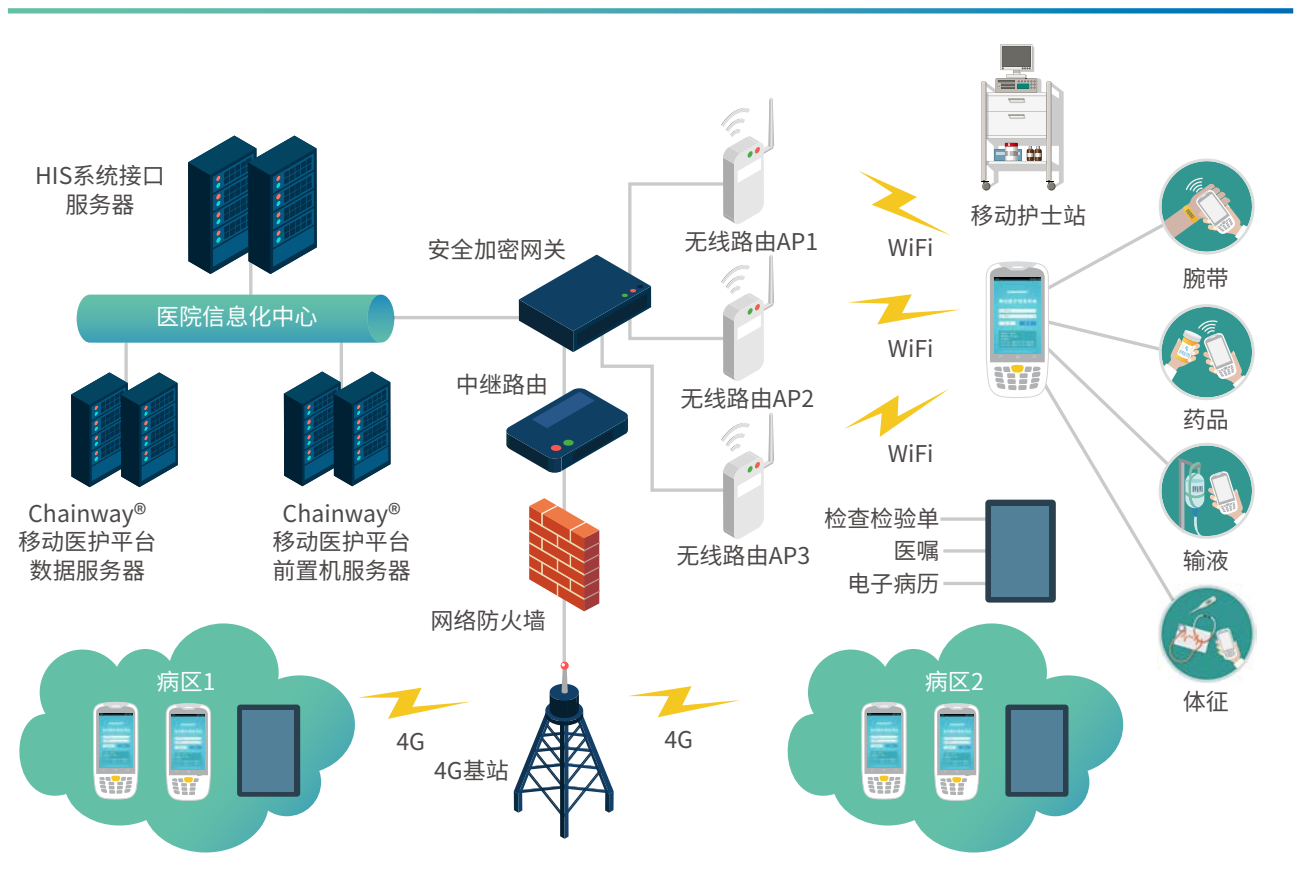 HIS系统接口
服务器
医院信息化中心
Chainway®
移动医护平台
数据服务器
Chainway®
移动医护平台
前置机服务器
安全加密网关
中继路由
网络防火墙
4G基站
无线路由AP1
无线路由AP2
无线路由AP3
WiFi
WiFi
WiFi
移动护士站
腕带
药品
输液
体征
检查检验单
医嘱
电子病历
病区1
4G
4G
病区2